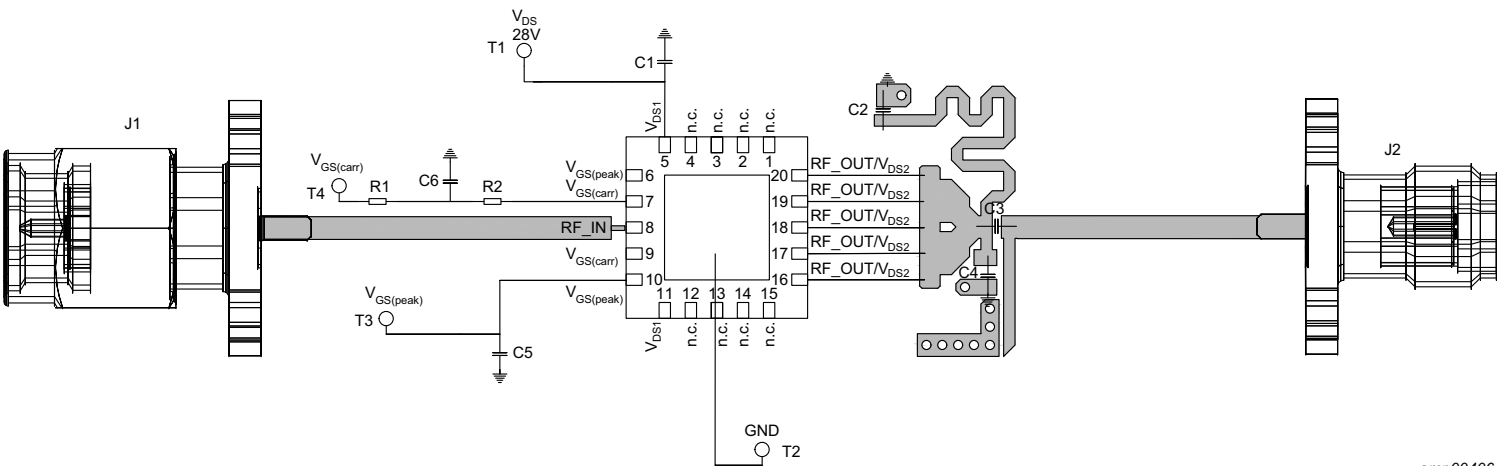 V_DS
28V
T1
C1
V_DS1
n.c.
n.c.
n.c.
n.c.
5
4
3
2
1
J1
C2
J2
V_GS(carr)
T4
R1
C6
R2
V_GS(peak)
6
V_GS(carr)
7
RF_IN
8
V_GS(carr)
9
10
V_GS(peak)
20
RF_OUT/V_DS2
19
RF_OUT/V_DS2
18
RF_OUT/V_DS2
17
RF_OUT/V_DS2
16
RF_OUT/V_DS2
C3
C4
V_GS(peak)
T3
C5
11
12
13
14
15
V_DS1
n.c.
n.c.
n.c.
n.c.
GND
T2